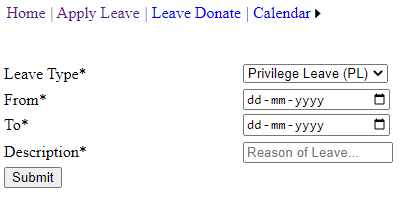 Home | Apply Leave | Leave Donate | Calendar
Leave Type* Privilege Leave (PL)
From* dd-mm-yyyy
To* dd-mm-yyyy
Description* Reason of Leave...
Submit